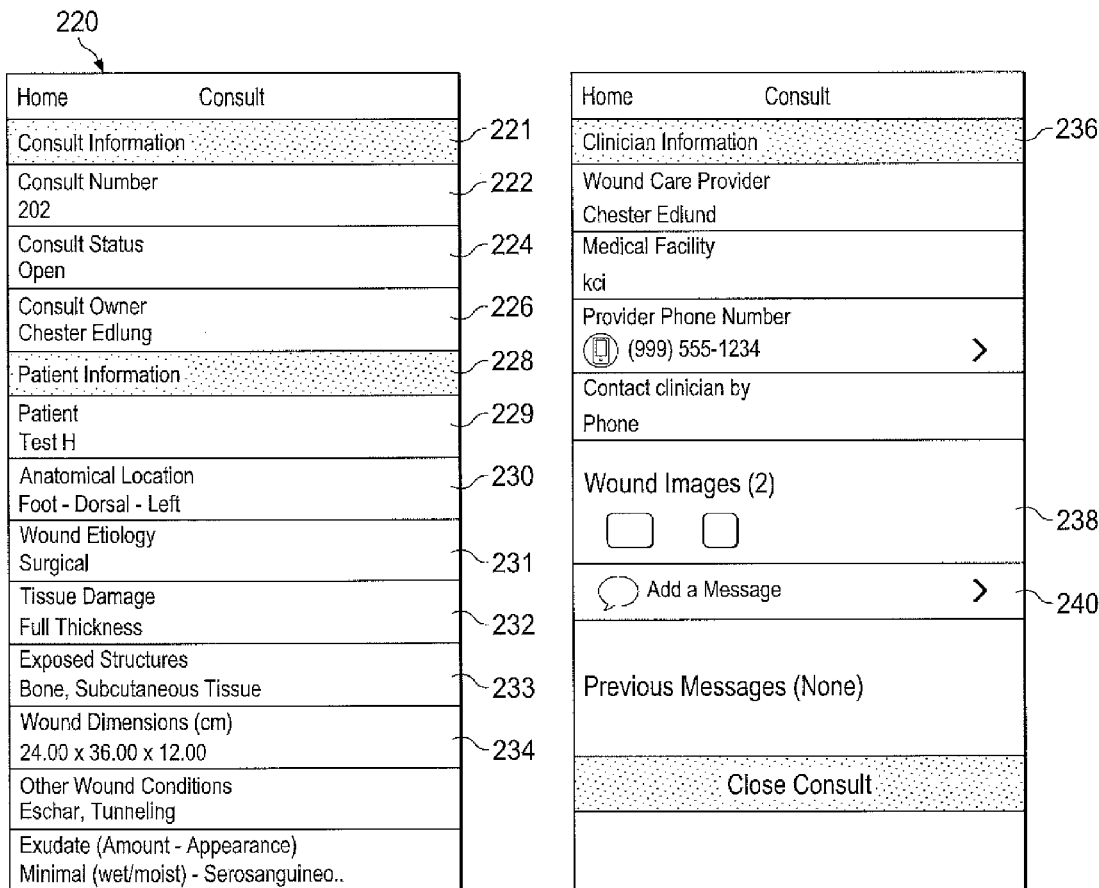 220
Home Consult
Consult Information
221
Consult Number
222
202
Consult Status
224
Open
Consult Owner
226
Chester Edlung
Patient Information
228
Patient
229
Test H
Anatomical Location
230
Foot - Dorsal - Left
Wound Etiology
231
Surgical
Tissue Damage
232
Full Thickness
Exposed Structures
233
Bone, Subcutaneous Tissue
Wound Dimensions (cm)
234
24.00 x 36.00 x 12.00
Other Wound Conditions
Eschar, Tunneling
Exudate (Amount - Appearance)
Minimal (wet/moist) - Serosanguineo..
Home Consult
Clinician Information
236
Wound Care Provider
Chester Edlund
Medical Facility
kci
Provider Phone Number
(999) 555-1234 >
Contact clinician by
Phone
Wound Images (2)
238
Add a Message >
240
Previous Messages (None)
Close Consult